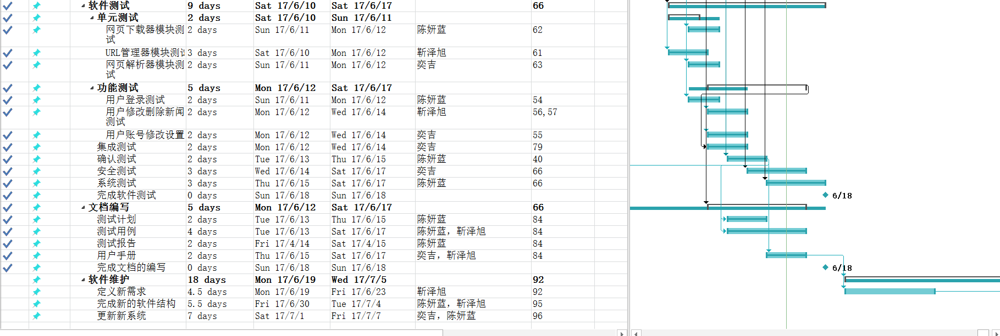 软件测试 9 days Sat 17/6/10 Sat 17/6/17 66
单元测试 2 days Sat 17/6/10 Sun 17/6/11
网页下载器模块测 2 days Sun 17/6/11 Mon 17/6/12 陈妍蓝 62
试
URL管理器模块测 3 days Sat 17/6/10 Mon 17/6/12 靳泽旭 61
网页解析器模块测 2 days Sun 17/6/11 Mon 17/6/12 奕吉 63
试
功能测试 5 days Mon 17/6/12 Sat 17/6/17
用户登录测试 2 days Sun 17/6/11 Mon 17/6/12 陈妍蓝 54
用户修改删除新闻 2 days Mon 17/6/12 Wed 17/6/14 靳泽旭 56,57
测试
用户账号修改设置 2 days Mon 17/6/12 Wed 17/6/14 奕吉 55
集成测试 2 days Mon 17/6/12 Wed 17/6/14 奕吉 79
确认测试 2 days Tue 17/6/13 Thu 17/6/15 陈妍蓝 40
安全测试 3 days Wed 17/6/14 Sat 17/6/17 奕吉 66
系统测试 3 days Thu 17/6/15 Sat 17/6/17 陈妍蓝 66
完成软件测试 0 days Sun 17/6/18 Sun 17/6/18 6/18
文档编写 5 days Mon 17/6/12 Sat 17/6/17 66
测试计划 2 days Tue 17/6/13 Thu 17/6/15 陈妍蓝 84
测试用例 4 days Tue 17/6/13 Sat 17/6/17 陈妍蓝，靳泽旭 84
测试报告 2 days Fri 17/4/14 Sat 17/4/15 陈妍蓝 84
用户手册 2 days Thu 17/6/15 Sat 17/6/17 奕吉，靳泽旭 84
完成文档的编写 0 days Sun 17/6/18 Sun 17/6/18 6/18
软件维护 18 days Mon 17/6/19 Wed 17/7/5 92
定义新需求 4.5 days Mon 17/6/19 Fri 17/6/23 靳泽旭 92
完成新的软件结构 5.5 days Fri 17/6/30 Tue 17/7/4 陈妍蓝，靳泽旭 95
更新新系统 7 days Sat 17/7/1 Fri 17/7/7 奕吉，陈妍蓝 96